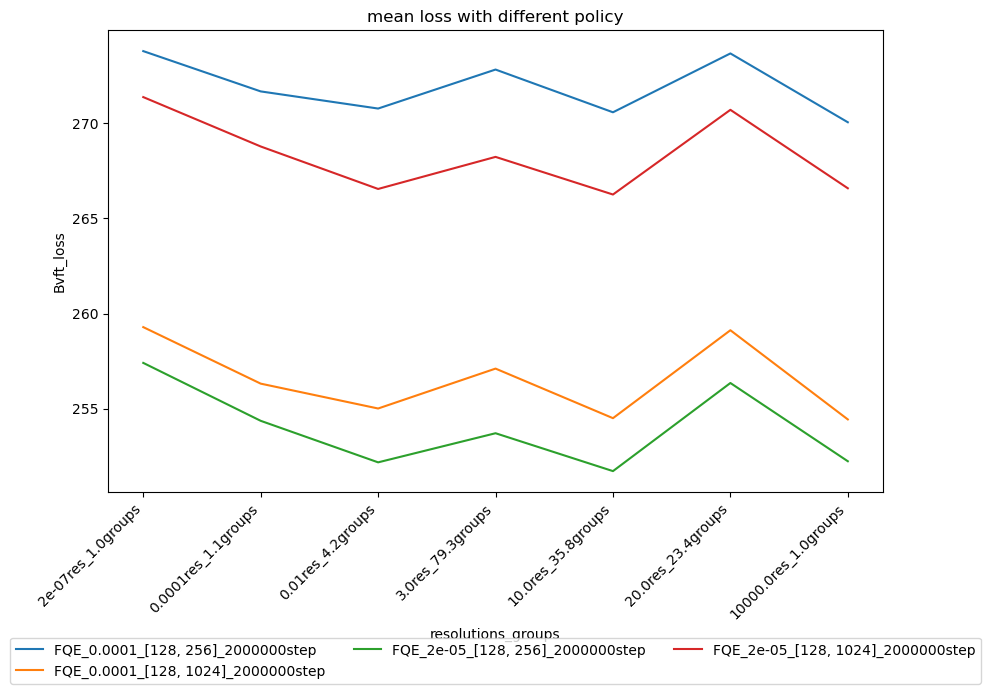 mean loss with different policy
Bvft_loss
270
265
260
255
2e-07res_1.0groups
0.0001res_1.1groups
0.01res_4.2groups
3.0res_79.3groups
10.0res_35.8groups
20.0res_23.4groups
10000.0res_1.0groups
resolutions_groups
FQE_0.0001_[128, 256]_2000000step
FQE_0.0001_[128, 1024]_2000000step
FQE_2e-05_[128, 256]_2000000step
FQE_2e-05_[128, 1024]_2000000step